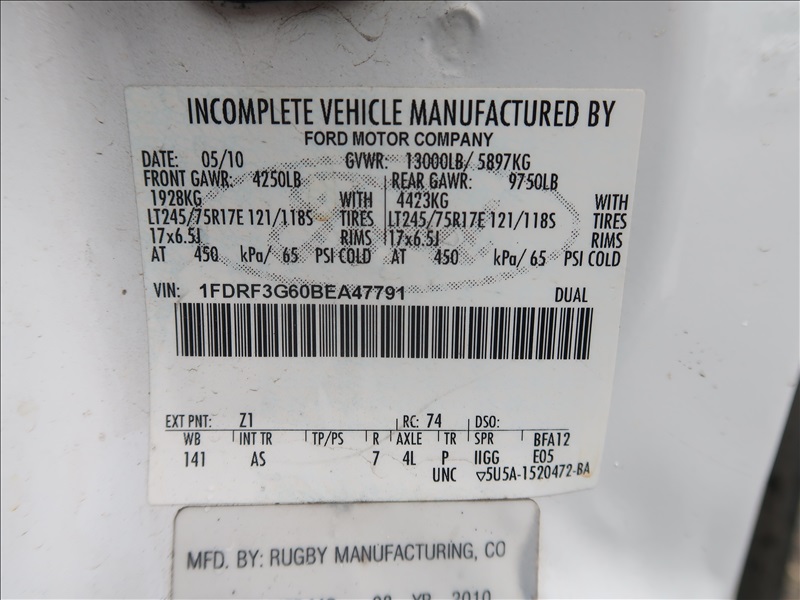 INCOMPLETE VEHICLE MANUFACTURED BY
FORD MOTOR COMPANY
DATE: 05/10 GVWR: 13000LB/ 5897KG
FRONT GAWR: 4250LB REAR GAWR: 9750LB
1928KG WITH 4423KG WITH
LT245/75R17E 121/118S TIRES LT245/75R17E 121/118S TIRES
17x6.5J RIMS 17x6.5J RIMS
AT 450 kPa/ 65 PSI COLD AT 450 kPa/ 65 PSI COLD
VIN: 1FDRF3G60BEA47791 DUAL
EXT PNT: Z1 RC: 74 DSO:
WB INT TR TP/PS R AXLE TR SPR BFA12
141 AS 7 4L P IIGG E05
UNC ▽5U5A-1520472-BA
MFD. BY: RUGBY MANUFACTURING, CO
YR 2010